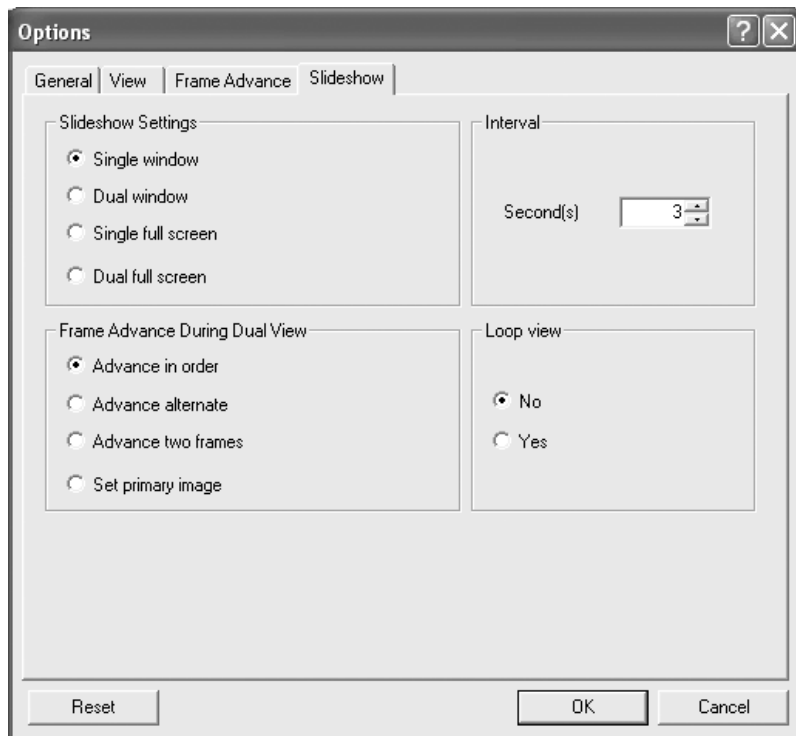 Options
General
View
Frame Advance
Slideshow
Slideshow Settings
Single window
Dual window
Single full screen
Dual full screen
Interval
Second(s)
3
Frame Advance During Dual View
Advance in order
Advance alternate
Advance two frames
Set primary image
Loop view
No
Yes
Reset
OK
Cancel